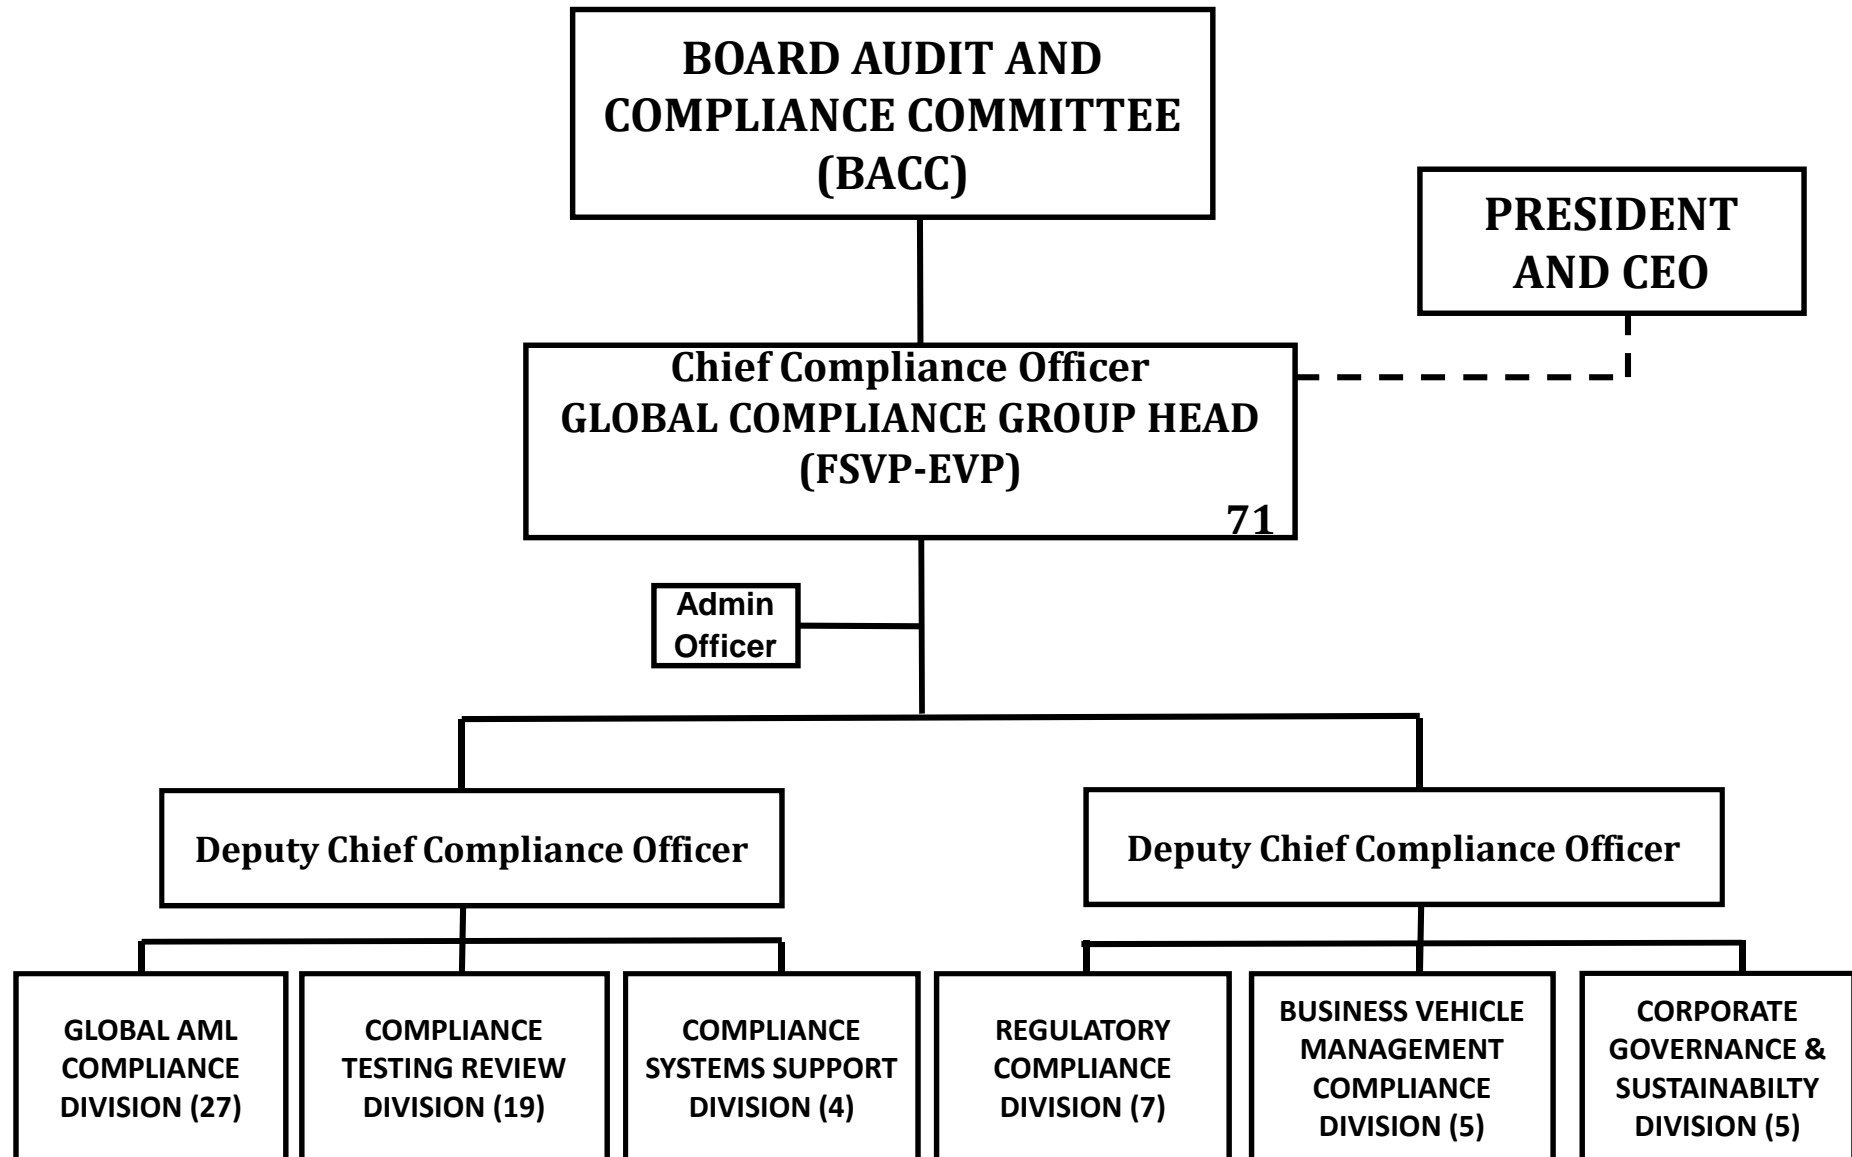 BOARD AUDIT AND
COMPLIANCE COMMITTEE
(BACC)
PRESIDENT
AND CEO
Chief Compliance Officer
GLOBAL COMPLIANCE GROUP HEAD
(FSVP-EVP)
71
Admin
Officer
Deputy Chief Compliance Officer
Deputy Chief Compliance Officer
GLOBAL AML
COMPLIANCE
DIVISION (27)
COMPLIANCE
TESTING REVIEW
DIVISION (19)
COMPLIANCE
SYSTEMS SUPPORT
DIVISION (4)
REGULATORY
COMPLIANCE
DIVISION (7)
BUSINESS VEHICLE
MANAGEMENT
COMPLIANCE
DIVISION (5)
CORPORATE
GOVERNANCE &
SUSTAINABILTY
DIVISION (5)